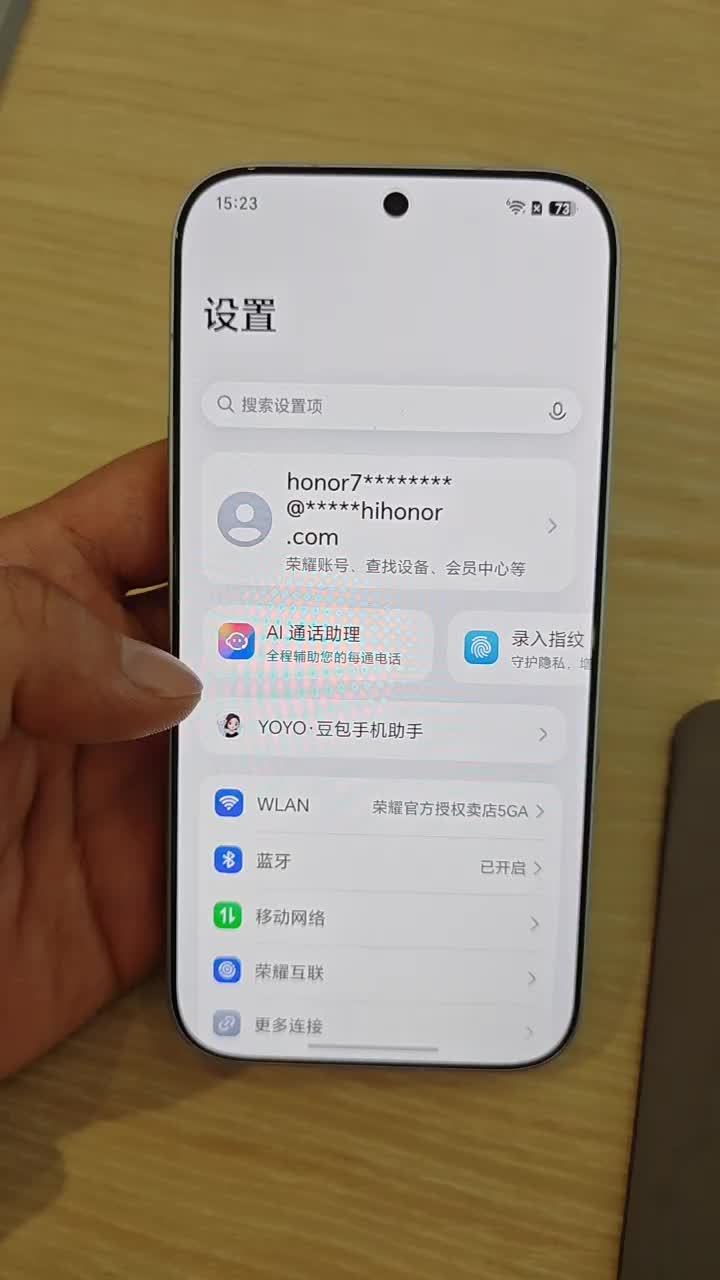 15:23
73
设置
搜索设置项
honor7********
@*****hihonor
.com
荣耀账号、查找设备、会员中心等
AI 通话助理
全程辅助您的每通电话
录入指纹
守护隐私，增
YOYO·豆包手机助手
WLAN
荣耀官方授权卖店5GA
蓝牙
已开启
移动网络
荣耀互联
更多连接